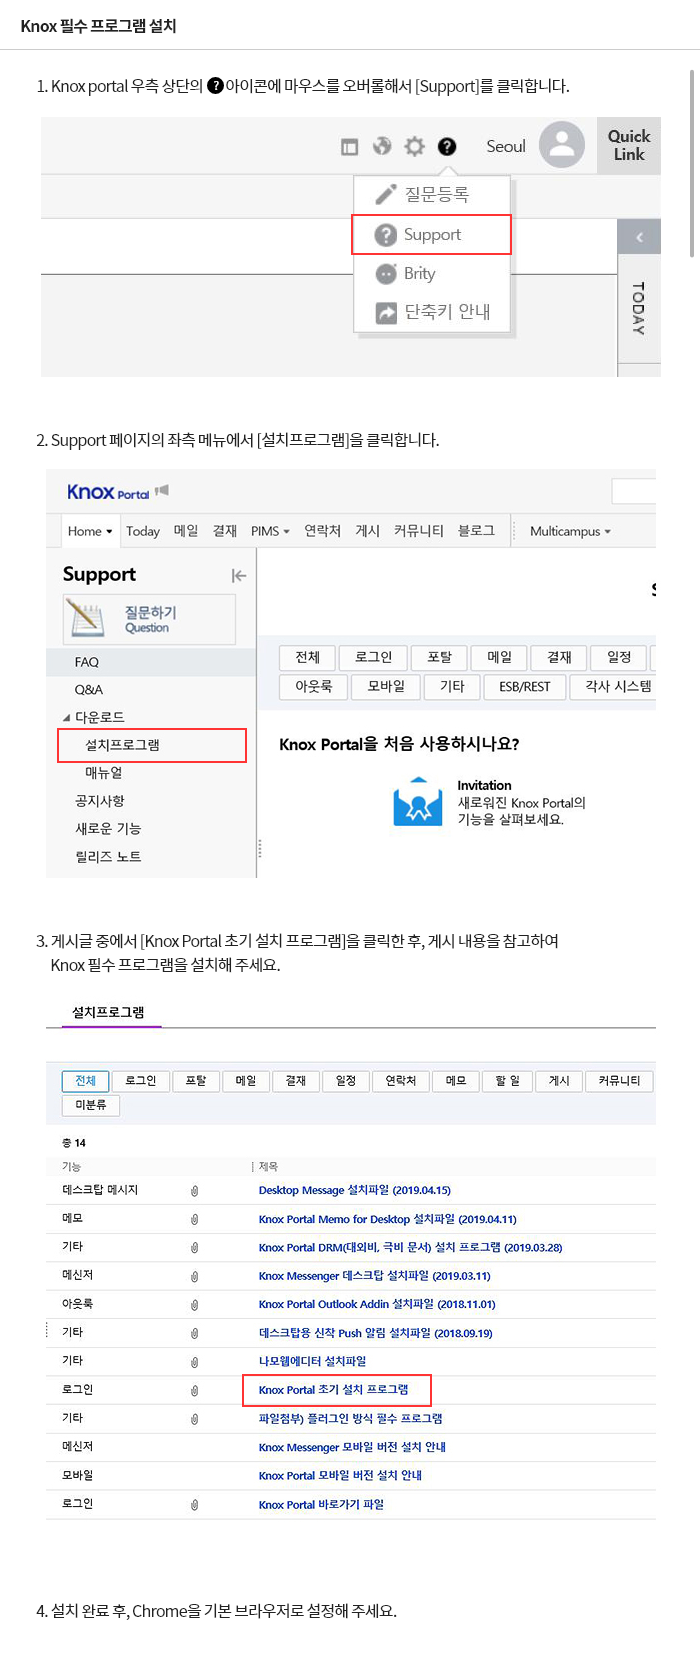 Knox 필수 프로그램 설치
1. Knox portal 우측 상단의 ? 아이콘에 마우스를 오버롤해서 [Support]를 클릭합니다.
Seoul
Quick
Link
질문등록
Support
Brity
단축키 안내
TODAY
2. Support 페이지의 좌측 메뉴에서 [설치프로그램]을 클릭합니다.
Knox Portal
Home Today 메일 결재 PIMS 연락처 게시 커뮤니티 블로그 Multicampus
Support
질문하기
Question
FAQ
Q&A
다운로드
설치프로그램
매뉴얼
공지사항
새로운 기능
릴리즈 노트
전체 로그인 포탈 메일 결재 일정
아웃룩 모바일 기타 ESB/REST 각사 시스템
Knox Portal을 처음 사용하시나요?
Invitation
새로워진 Knox Portal의
기능을 살펴보세요.
3. 게시글 중에서 [Knox Portal 초기 설치 프로그램]을 클릭한 후, 게시 내용을 참고하여
Knox 필수 프로그램을 설치해 주세요.
설치프로그램
전체 로그인 포탈 메일 결재 일정 연락처 메모 할 일 게시 커뮤니티
미분류
총 14
기능 제목
데스크탑 메시지 Desktop Message 설치파일 (2019.04.15)
메모 Knox Portal Memo for Desktop 설치파일 (2019.04.11)
기타 Knox Portal DRM(대외비, 극비 문서) 설치 프로그램 (2019.03.28)
메신저 Knox Messenger 데스크탑 설치파일 (2019.03.11)
아웃룩 Knox Portal Outlook Addin 설치파일 (2018.11.01)
기타 데스크탑용 신착 Push 알림 설치파일 (2018.09.19)
기타 나모웹에디터 설치파일
로그인 Knox Portal 초기 설치 프로그램
기타 파일첨부) 플러그인 방식 필수 프로그램
메신저 Knox Messenger 모바일 버전 설치 안내
모바일 Knox Portal 모바일 버전 설치 안내
로그인 Knox Portal 바로가기 파일
4. 설치 완료 후, Chrome을 기본 브라우저로 설정해 주세요.